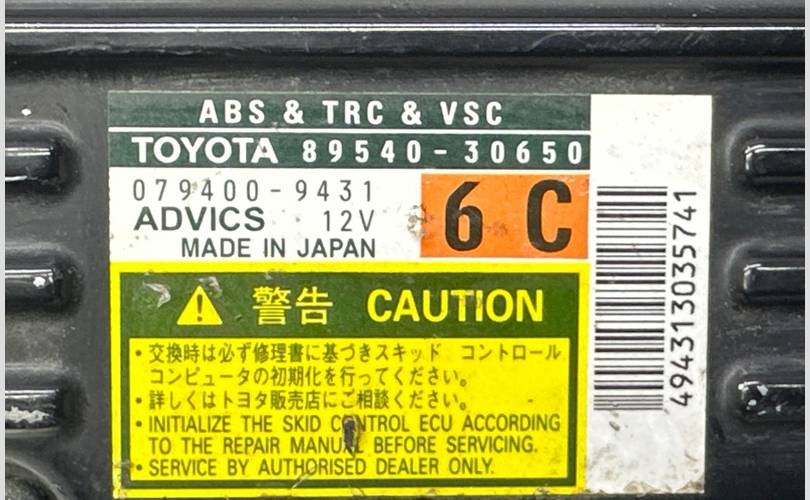 ABS & TRC & VSC
TOYOTA 89540-30650
079400-9431
ADVICS 12V
MADE IN JAPAN
6C
494313035741
警告 CAUTION
・交換時は必ず修理書に基づきスキッド コントロール
コンピュータの初期化を行ってください。
・詳しくはトヨタ販売店にご相談ください。
・INITIALIZE THE SKID CONTROL ECU ACCORDING
TO THE REPAIR MANUAL BEFORE SERVICING.
・SERVICE BY AUTHORISED DEALER ONLY.